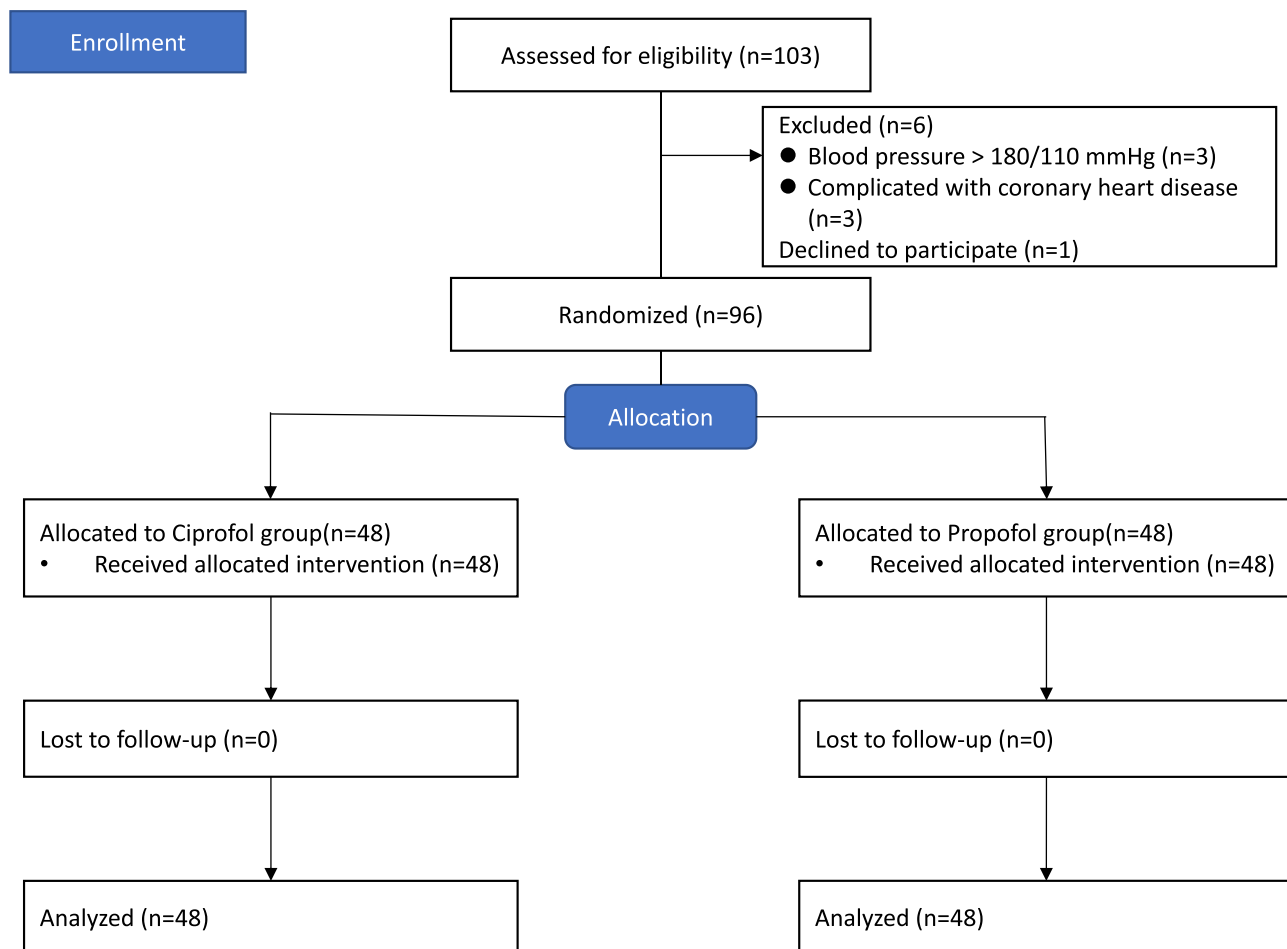 Enrollment
Assessed for eligibility (n=103)
Excluded (n=6)
● Blood pressure > 180/110 mmHg (n=3)
● Complicated with coronary heart disease
(n=3)
Declined to participate (n=1)
Randomized (n=96)
Allocation
Allocated to Ciprofol group(n=48)
• Received allocated intervention (n=48)
Allocated to Propofol group(n=48)
• Received allocated intervention (n=48)
Lost to follow-up (n=0)
Lost to follow-up (n=0)
Analyzed (n=48)
Analyzed (n=48)